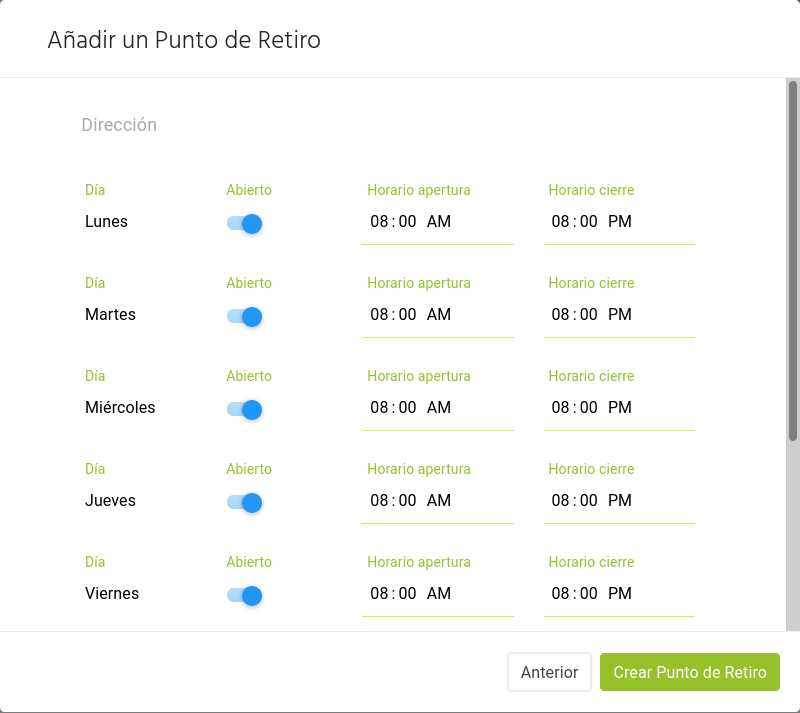 Añadir un Punto de Retiro
Dirección
Día Abierto Horario apertura Horario cierre
Lunes 08:00 AM 08:00 PM
Día Abierto Horario apertura Horario cierre
Martes 08:00 AM 08:00 PM
Día Abierto Horario apertura Horario cierre
Miércoles 08:00 AM 08:00 PM
Día Abierto Horario apertura Horario cierre
Jueves 08:00 AM 08:00 PM
Día Abierto Horario apertura Horario cierre
Viernes 08:00 AM 08:00 PM
Anterior Crear Punto de Retiro